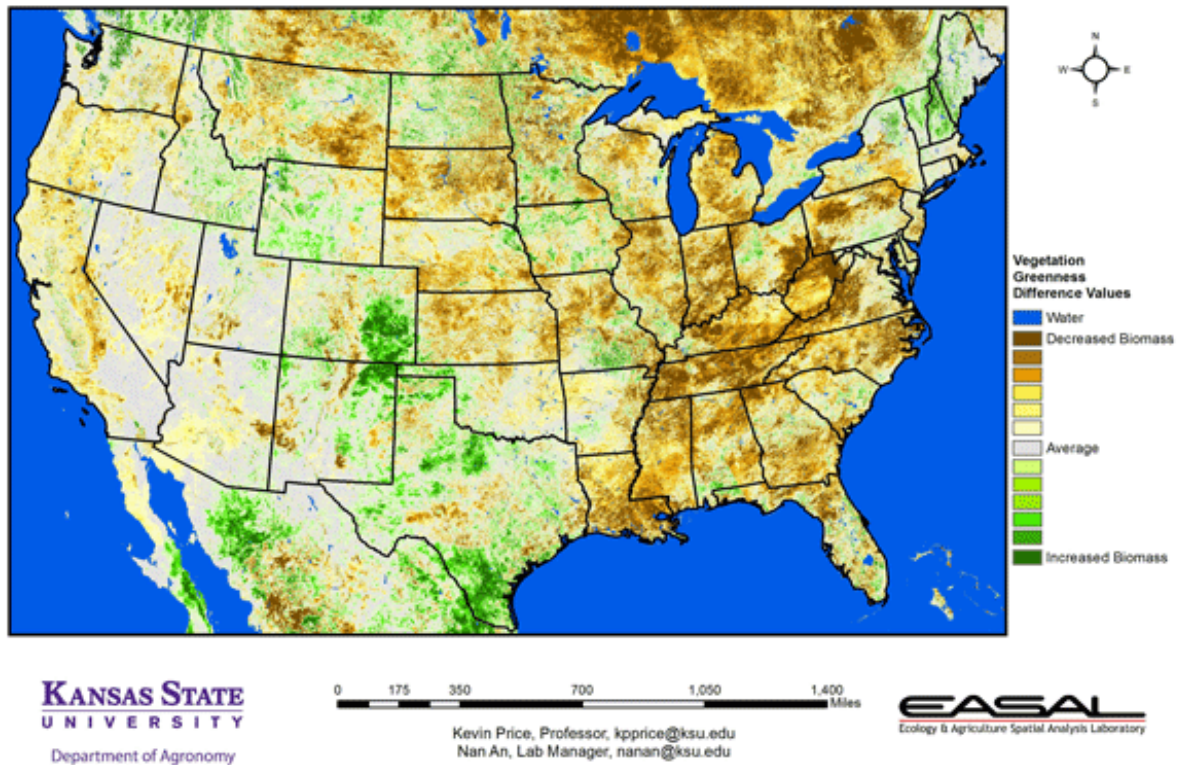 N
W
E
S
Vegetation
Greenness
Difference Values
Water
Decreased Biomass
Average
Increased Biomass
KANSAS STATE
UNIVERSITY
Department of Agronomy
0 175 350 700 1,050 1,400
Miles
Kevin Price, Professor, kpprice@ksu.edu
Nan An, Lab Manager, nanan@ksu.edu
EASAL
Ecology & Agriculture Spatial Analysis Laboratory